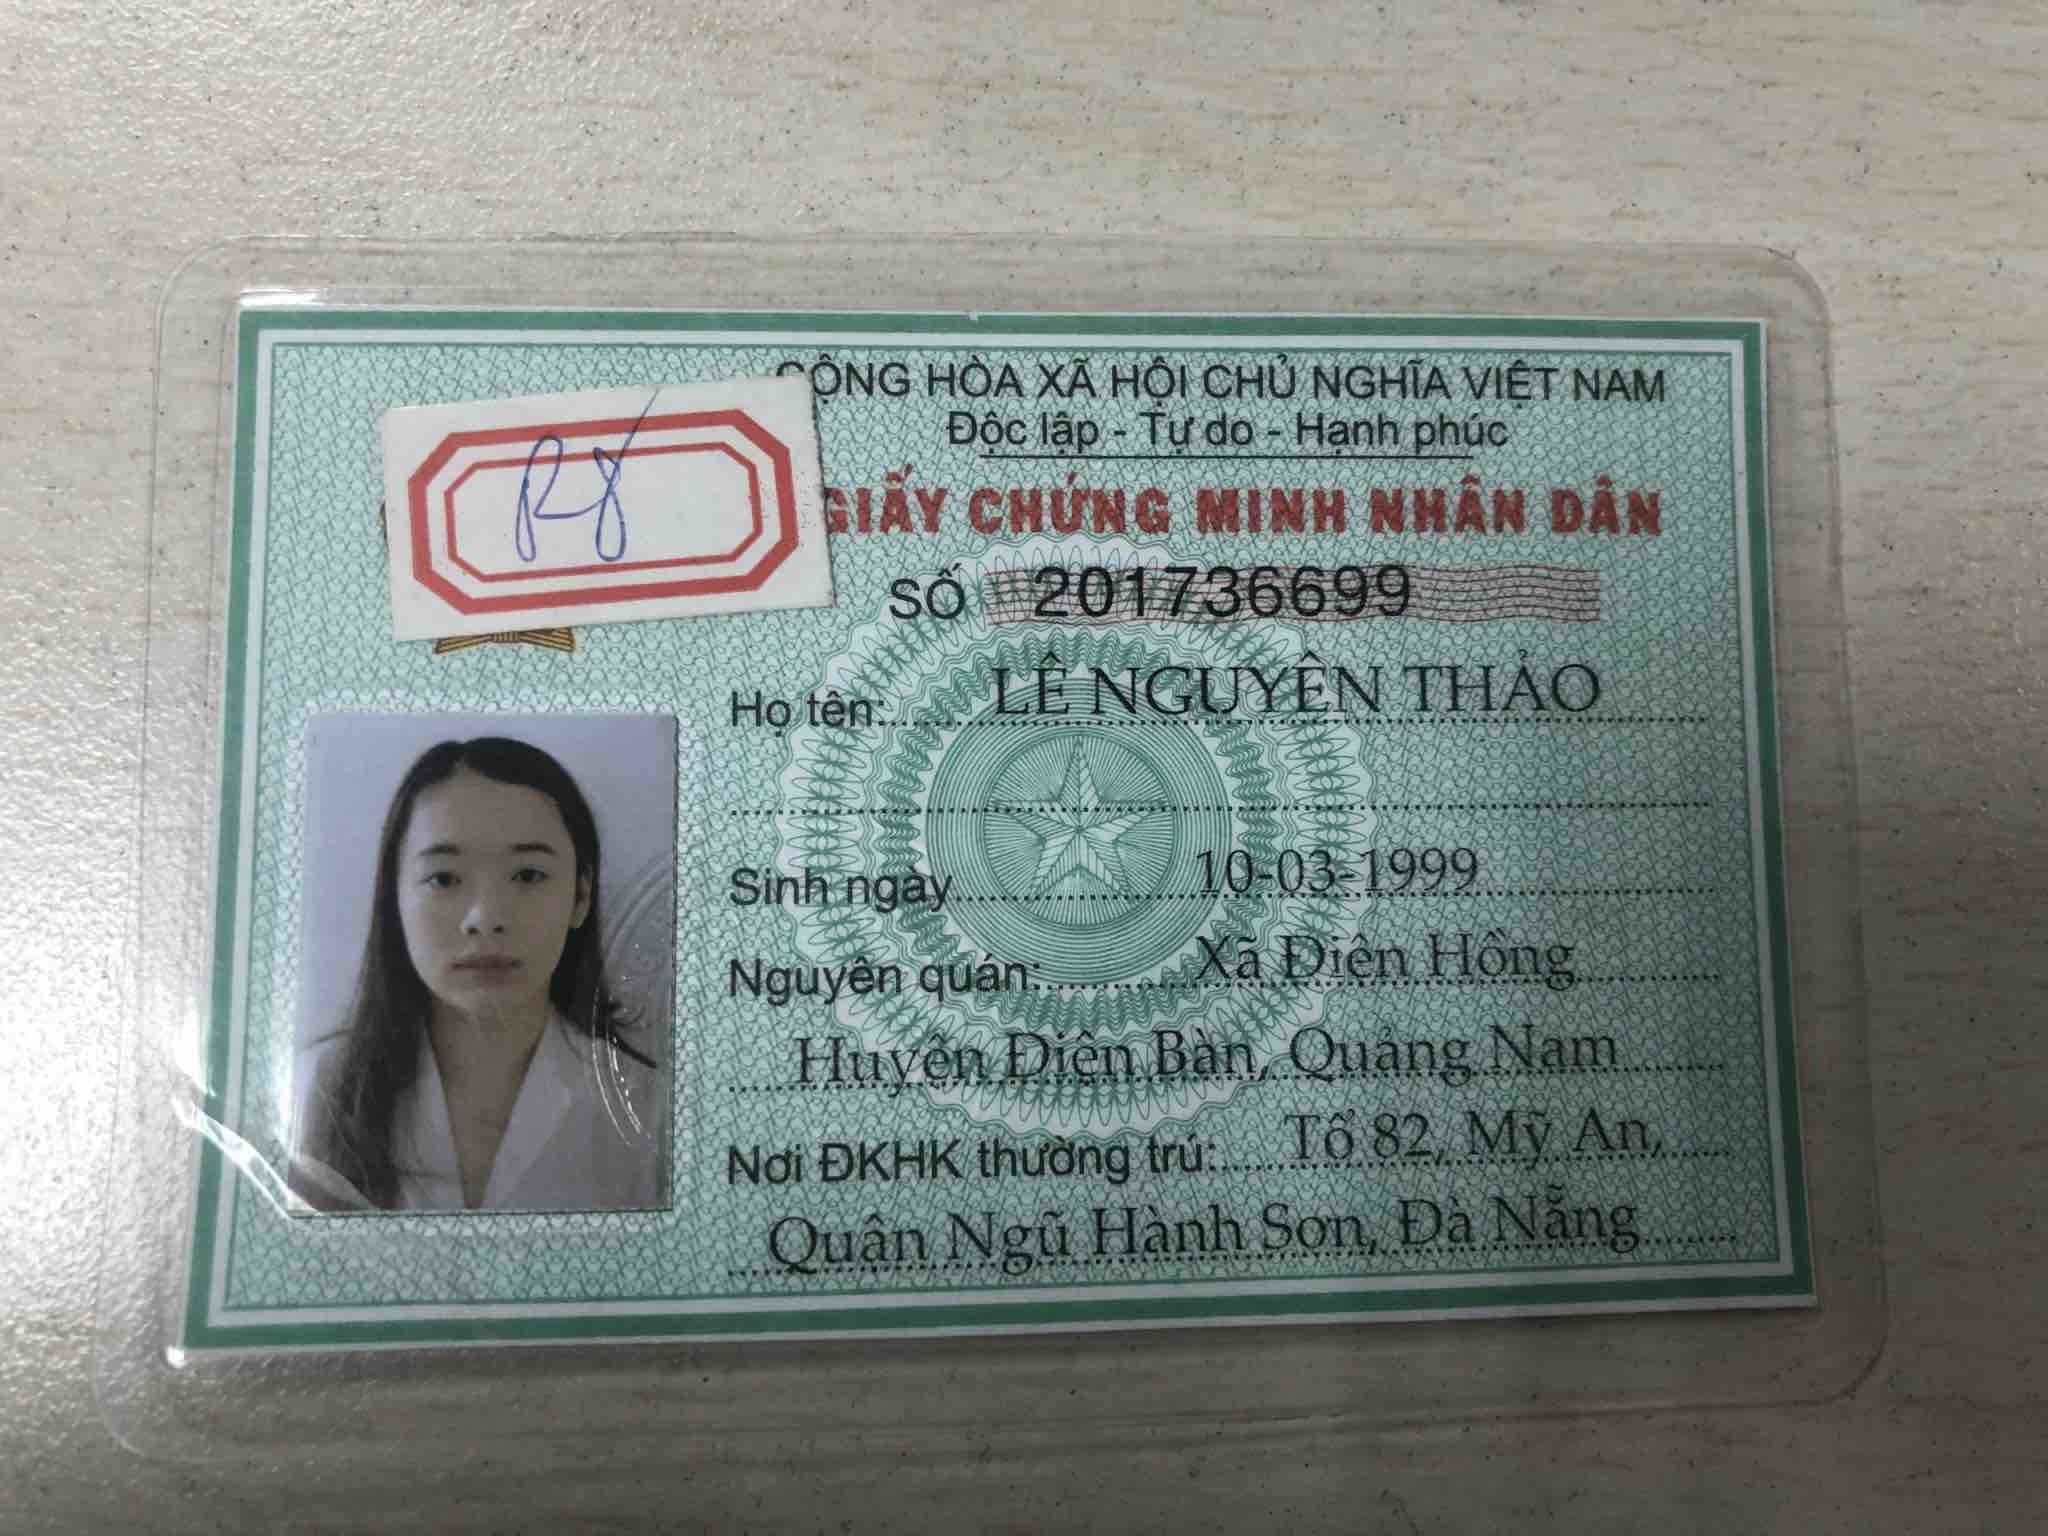 CỘNG HÒA XÃ HỘI CHỦ NGHĨA VIỆT NAM
Độc lập - Tự do - Hạnh phúc
GIẤY CHỨNG MINH NHÂN DÂN
R8
SỐ 201736699
Họ tên: LÊ NGUYÊN THẢO
Sinh ngày 10-03-1999
Nguyên quán: Xã Điện Hồng
Huyện Điện Bàn, Quảng Nam
Nơi ĐKHK thường trú: Tổ 82, Mỹ An,
Quận Ngũ Hành Sơn, Đà Nẵng